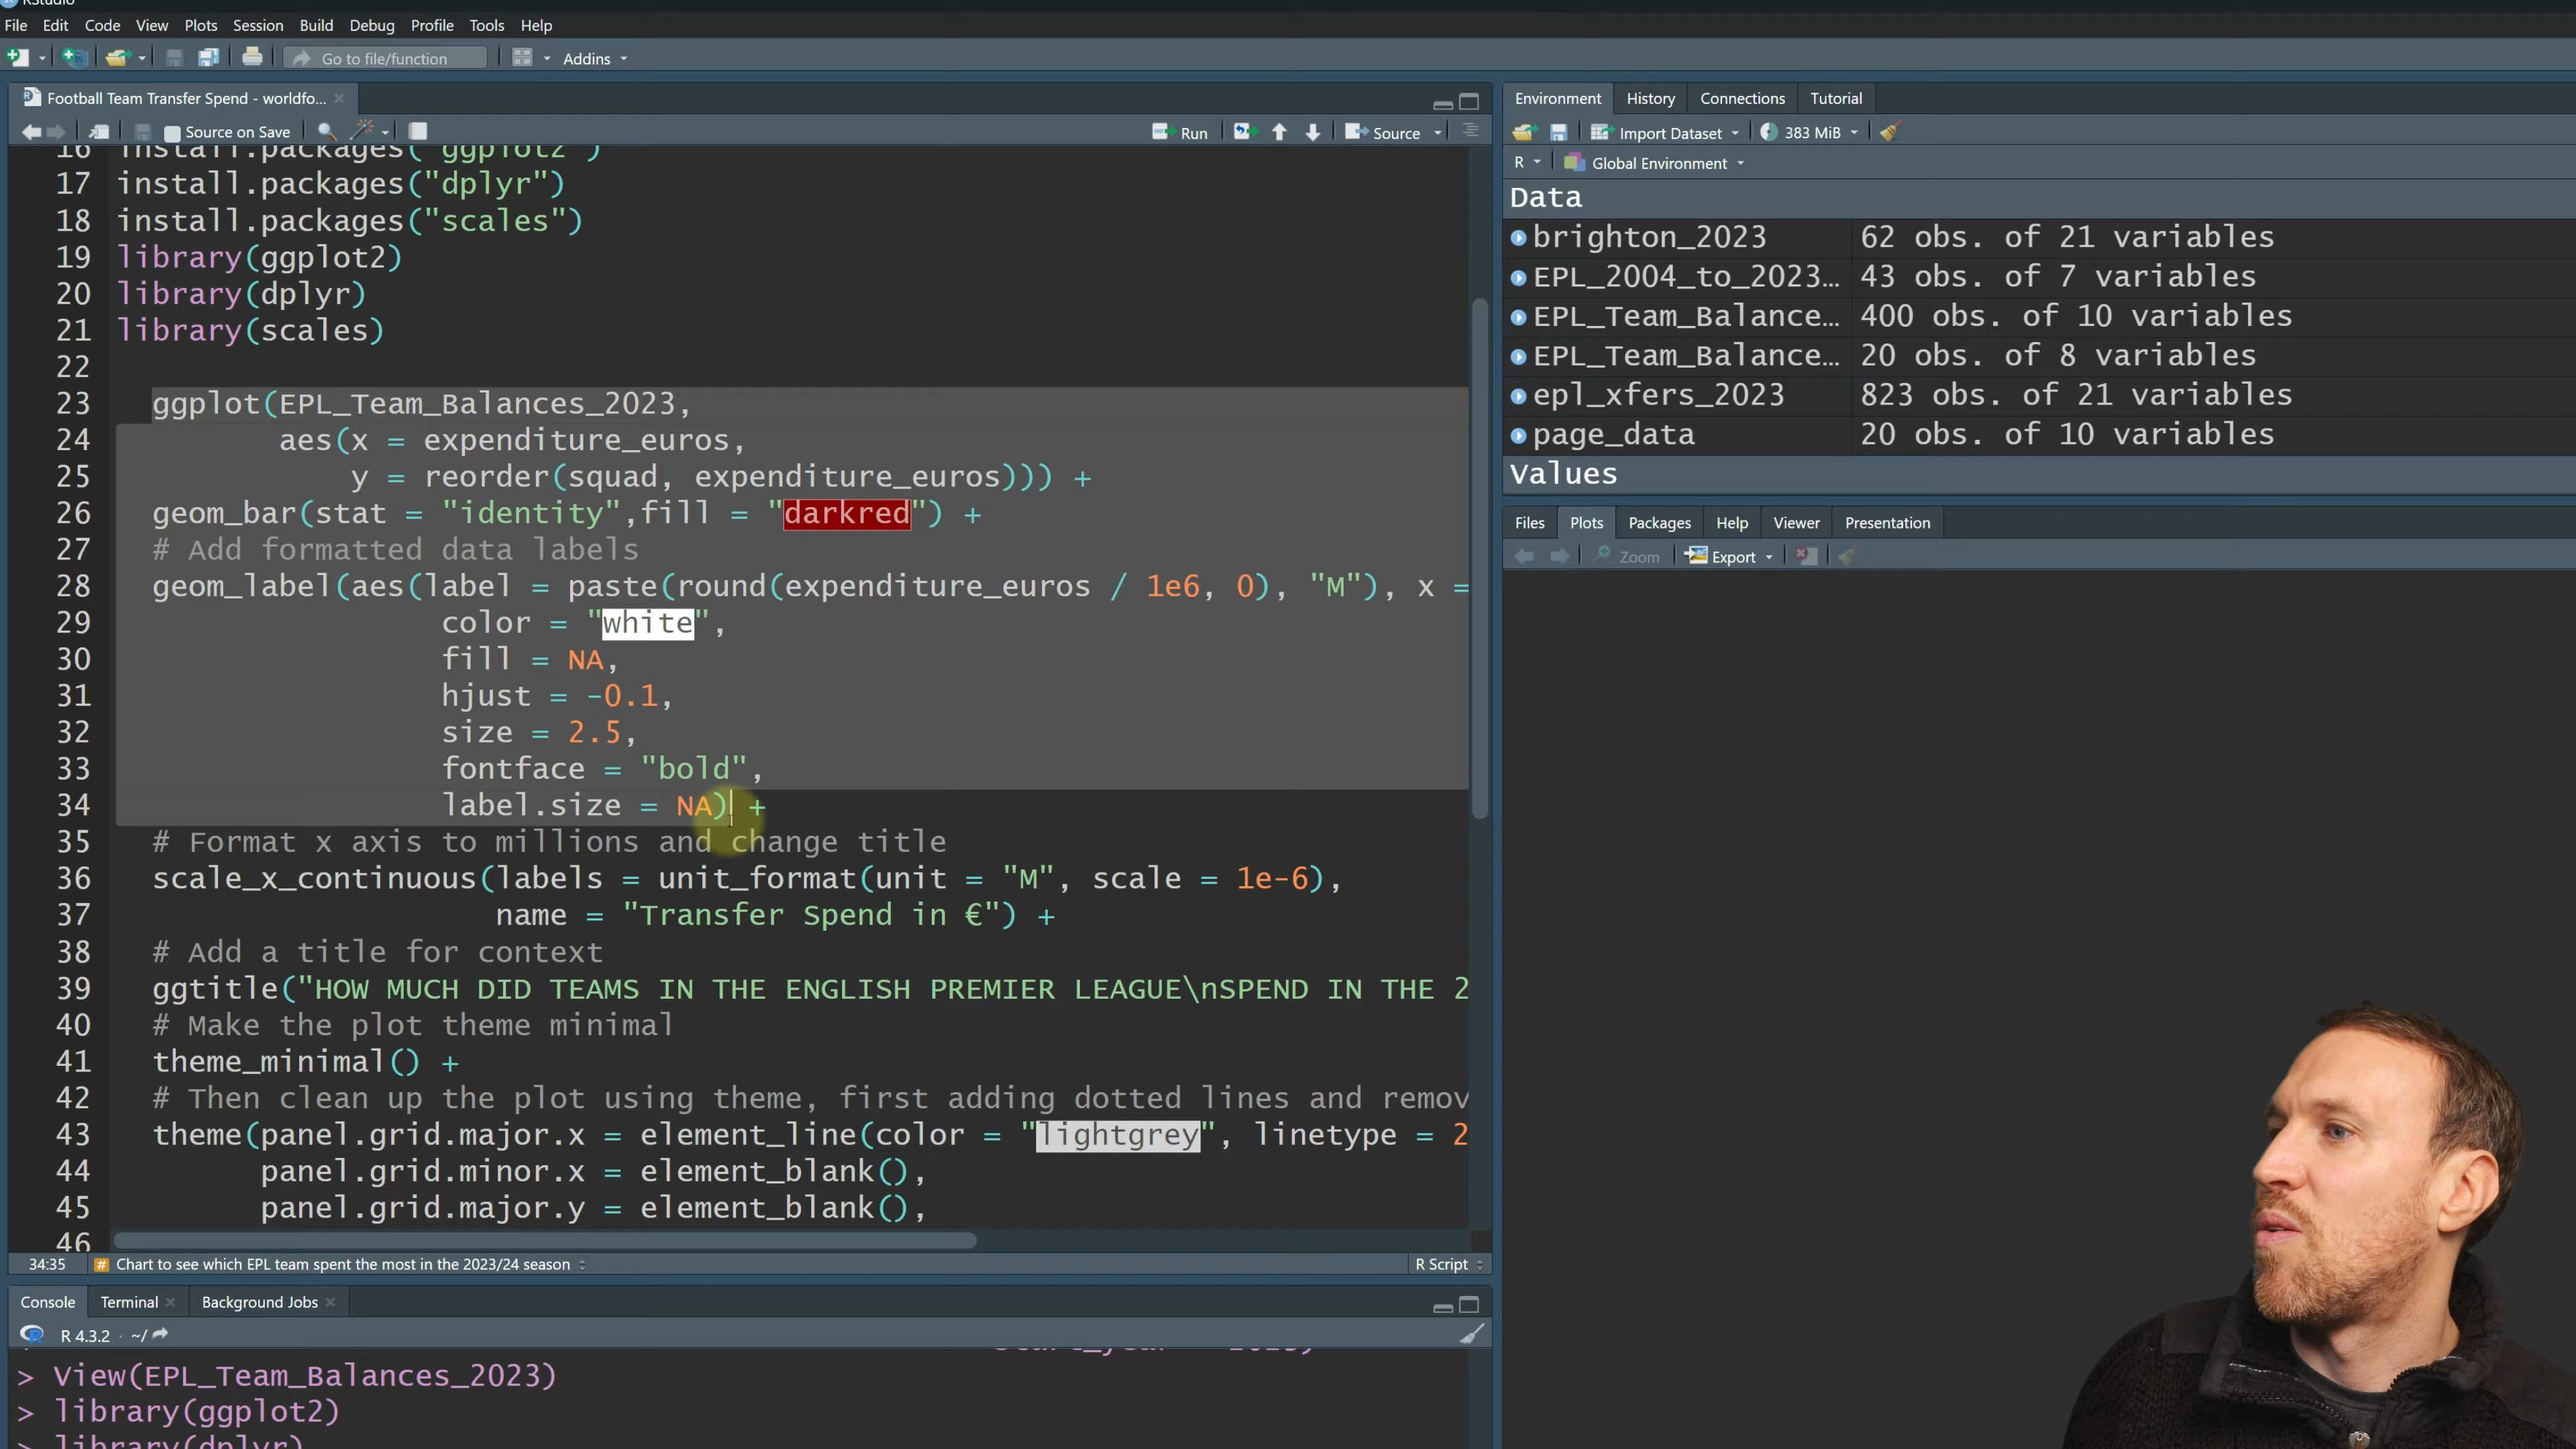 RStudio
File Edit Code View Plots Session Build Debug Profile Tools Help
Go to file/function Addins
Football Team Transfer Spend - worldfo...
Source on Save Run Source
16 install.packages("ggplot2")
17 install.packages("dplyr")
18 install.packages("scales")
19 library(ggplot2)
20 library(dplyr)
21 library(scales)
22
23 ggplot(EPL_Team_Balances_2023,
24 aes(x = expenditure_euros,
25 y = reorder(squad, expenditure_euros))) +
26 geom_bar(stat = "identity",fill = "darkred") +
27 # Add formatted data labels
28 geom_label(aes(label = paste(round(expenditure_euros / 1e6, 0), "M"), x =
29 color = "white",
30 fill = NA,
31 hjust = -0.1,
32 size = 2.5,
33 fontface = "bold",
34 label.size = NA) +
35 # Format x axis to millions and change title
36 scale_x_continuous(labels = unit_format(unit = "M", scale = 1e-6),
37 name = "Transfer Spend in €") +
38 # Add a title for context
39 ggtitle("HOW MUCH DID TEAMS IN THE ENGLISH PREMIER LEAGUE\nSPEND IN THE 2
40 # Make the plot theme minimal
41 theme_minimal() +
42 # Then clean up the plot using theme, first adding dotted lines and remov
43 theme(panel.grid.major.x = element_line(color = "lightgrey", linetype = 2
44 panel.grid.minor.x = element_blank(),
45 panel.grid.major.y = element_blank(),
46
34:35 # Chart to see which EPL team spent the most in the 2023/24 season R Script
Console Terminal Background Jobs
R 4.3.2 · ~/
> View(EPL_Team_Balances_2023)
> library(ggplot2)
> library(dplyr)
Environment History Connections Tutorial
Import Dataset 383 MiB
R Global Environment
Data
brighton_2023 62 obs. of 21 variables
EPL_2004_to_2023... 43 obs. of 7 variables
EPL_Team_Balance... 400 obs. of 10 variables
EPL_Team_Balance... 20 obs. of 8 variables
epl_xfers_2023 823 obs. of 21 variables
page_data 20 obs. of 10 variables
Values
Files Plots Packages Help Viewer Presentation
Zoom Export